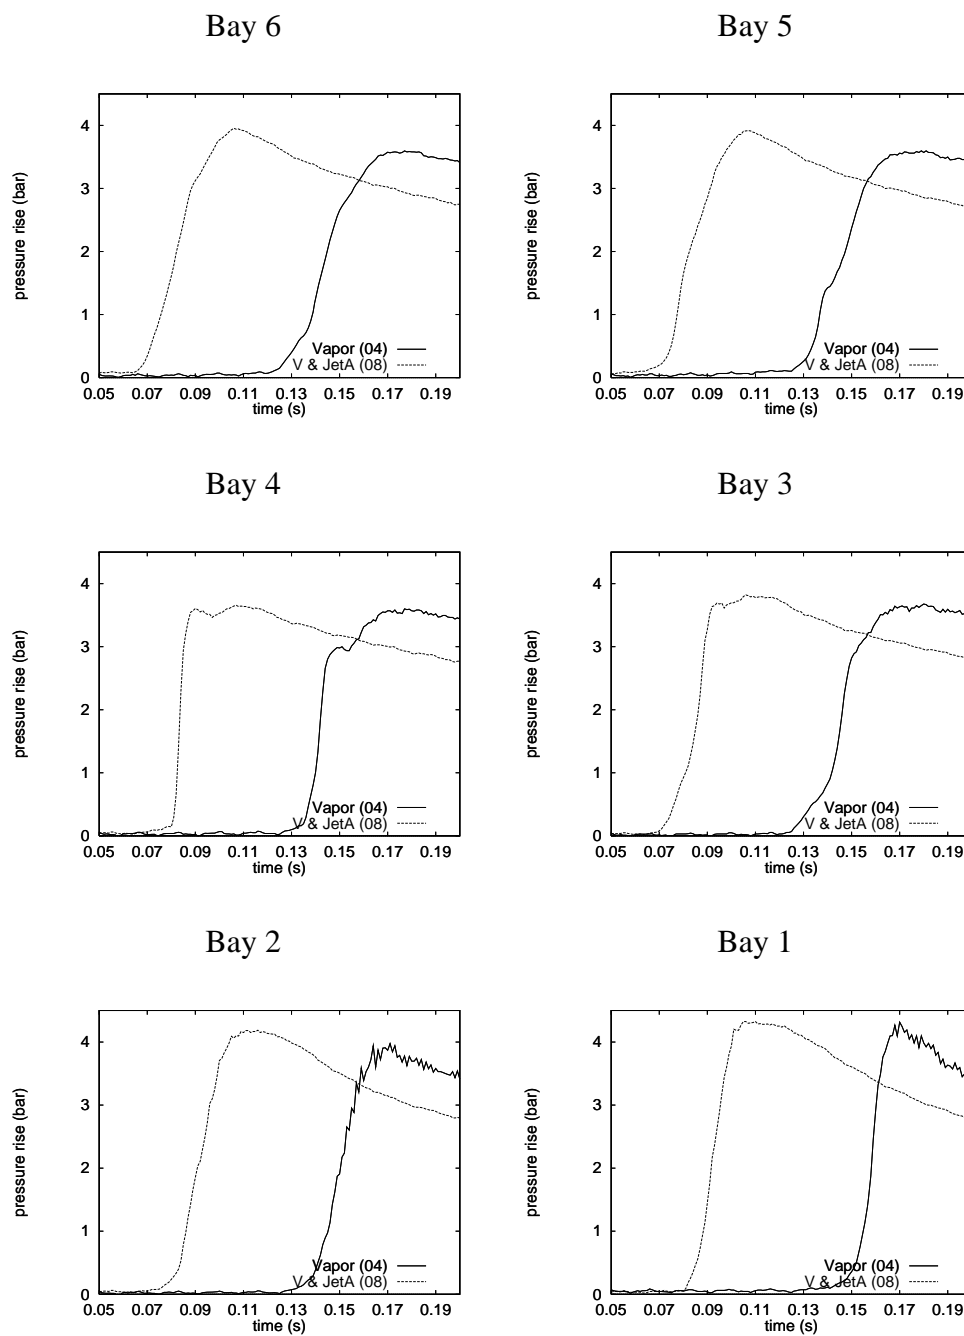 Bay 6
Bay 5
4
3
2
1
0
pressure rise (bar)
Vapor (04)
V & JetA (08)
0.05 0.07 0.09 0.11 0.13 0.15 0.17 0.19
time (s)
4
3
2
1
0
pressure rise (bar)
Vapor (04)
V & JetA (08)
0.05 0.07 0.09 0.11 0.13 0.15 0.17 0.19
time (s)
Bay 4
Bay 3
4
3
2
1
0
pressure rise (bar)
Vapor (04)
V & JetA (08)
0.05 0.07 0.09 0.11 0.13 0.15 0.17 0.19
time (s)
4
3
2
1
0
pressure rise (bar)
Vapor (04)
V & JetA (08)
0.05 0.07 0.09 0.11 0.13 0.15 0.17 0.19
time (s)
Bay 2
Bay 1
4
3
2
1
0
pressure rise (bar)
Vapor (04)
V & JetA (08)
0.05 0.07 0.09 0.11 0.13 0.15 0.17 0.19
time (s)
4
3
2
1
0
pressure rise (bar)
Vapor (04)
V & JetA (08)
0.05 0.07 0.09 0.11 0.13 0.15 0.17 0.19
time (s)